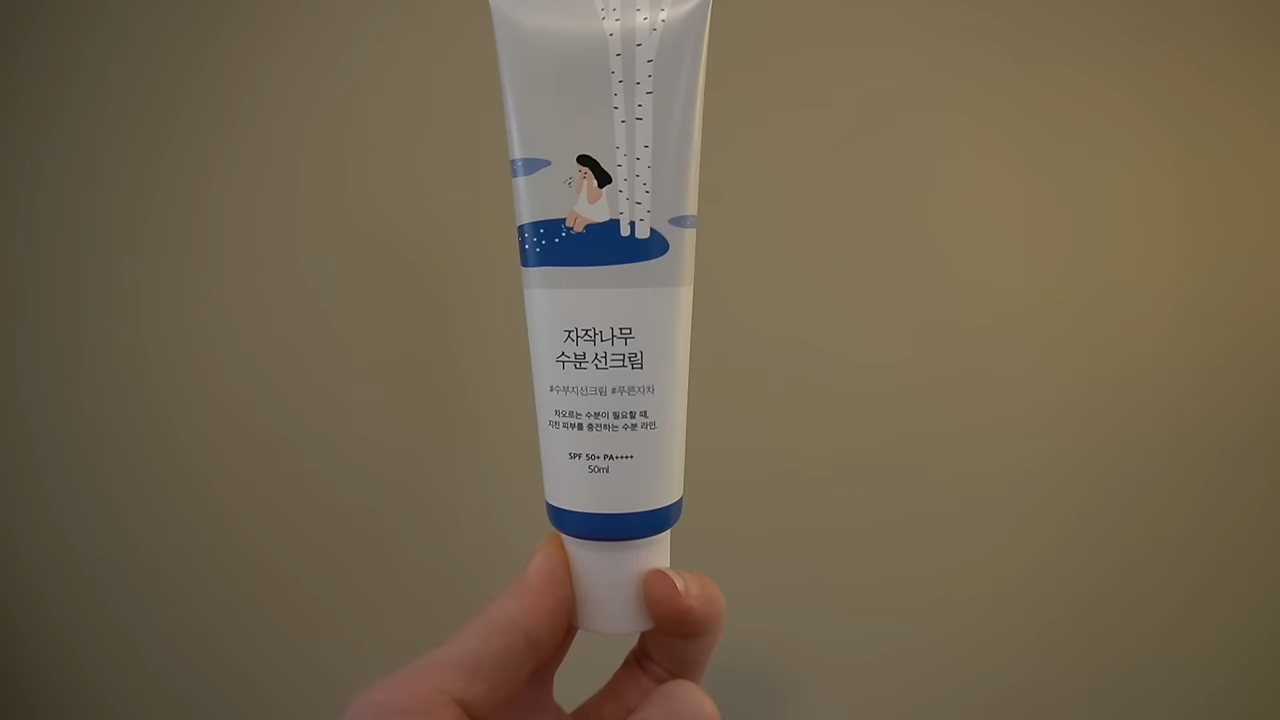 자작나무
수분 선크림
#수부지선크림 #푸른자차
차오르는 수분이 필요할 때,
지친 피부를 충전하는 수분 라인.
SPF 50+ PA++++
50ml